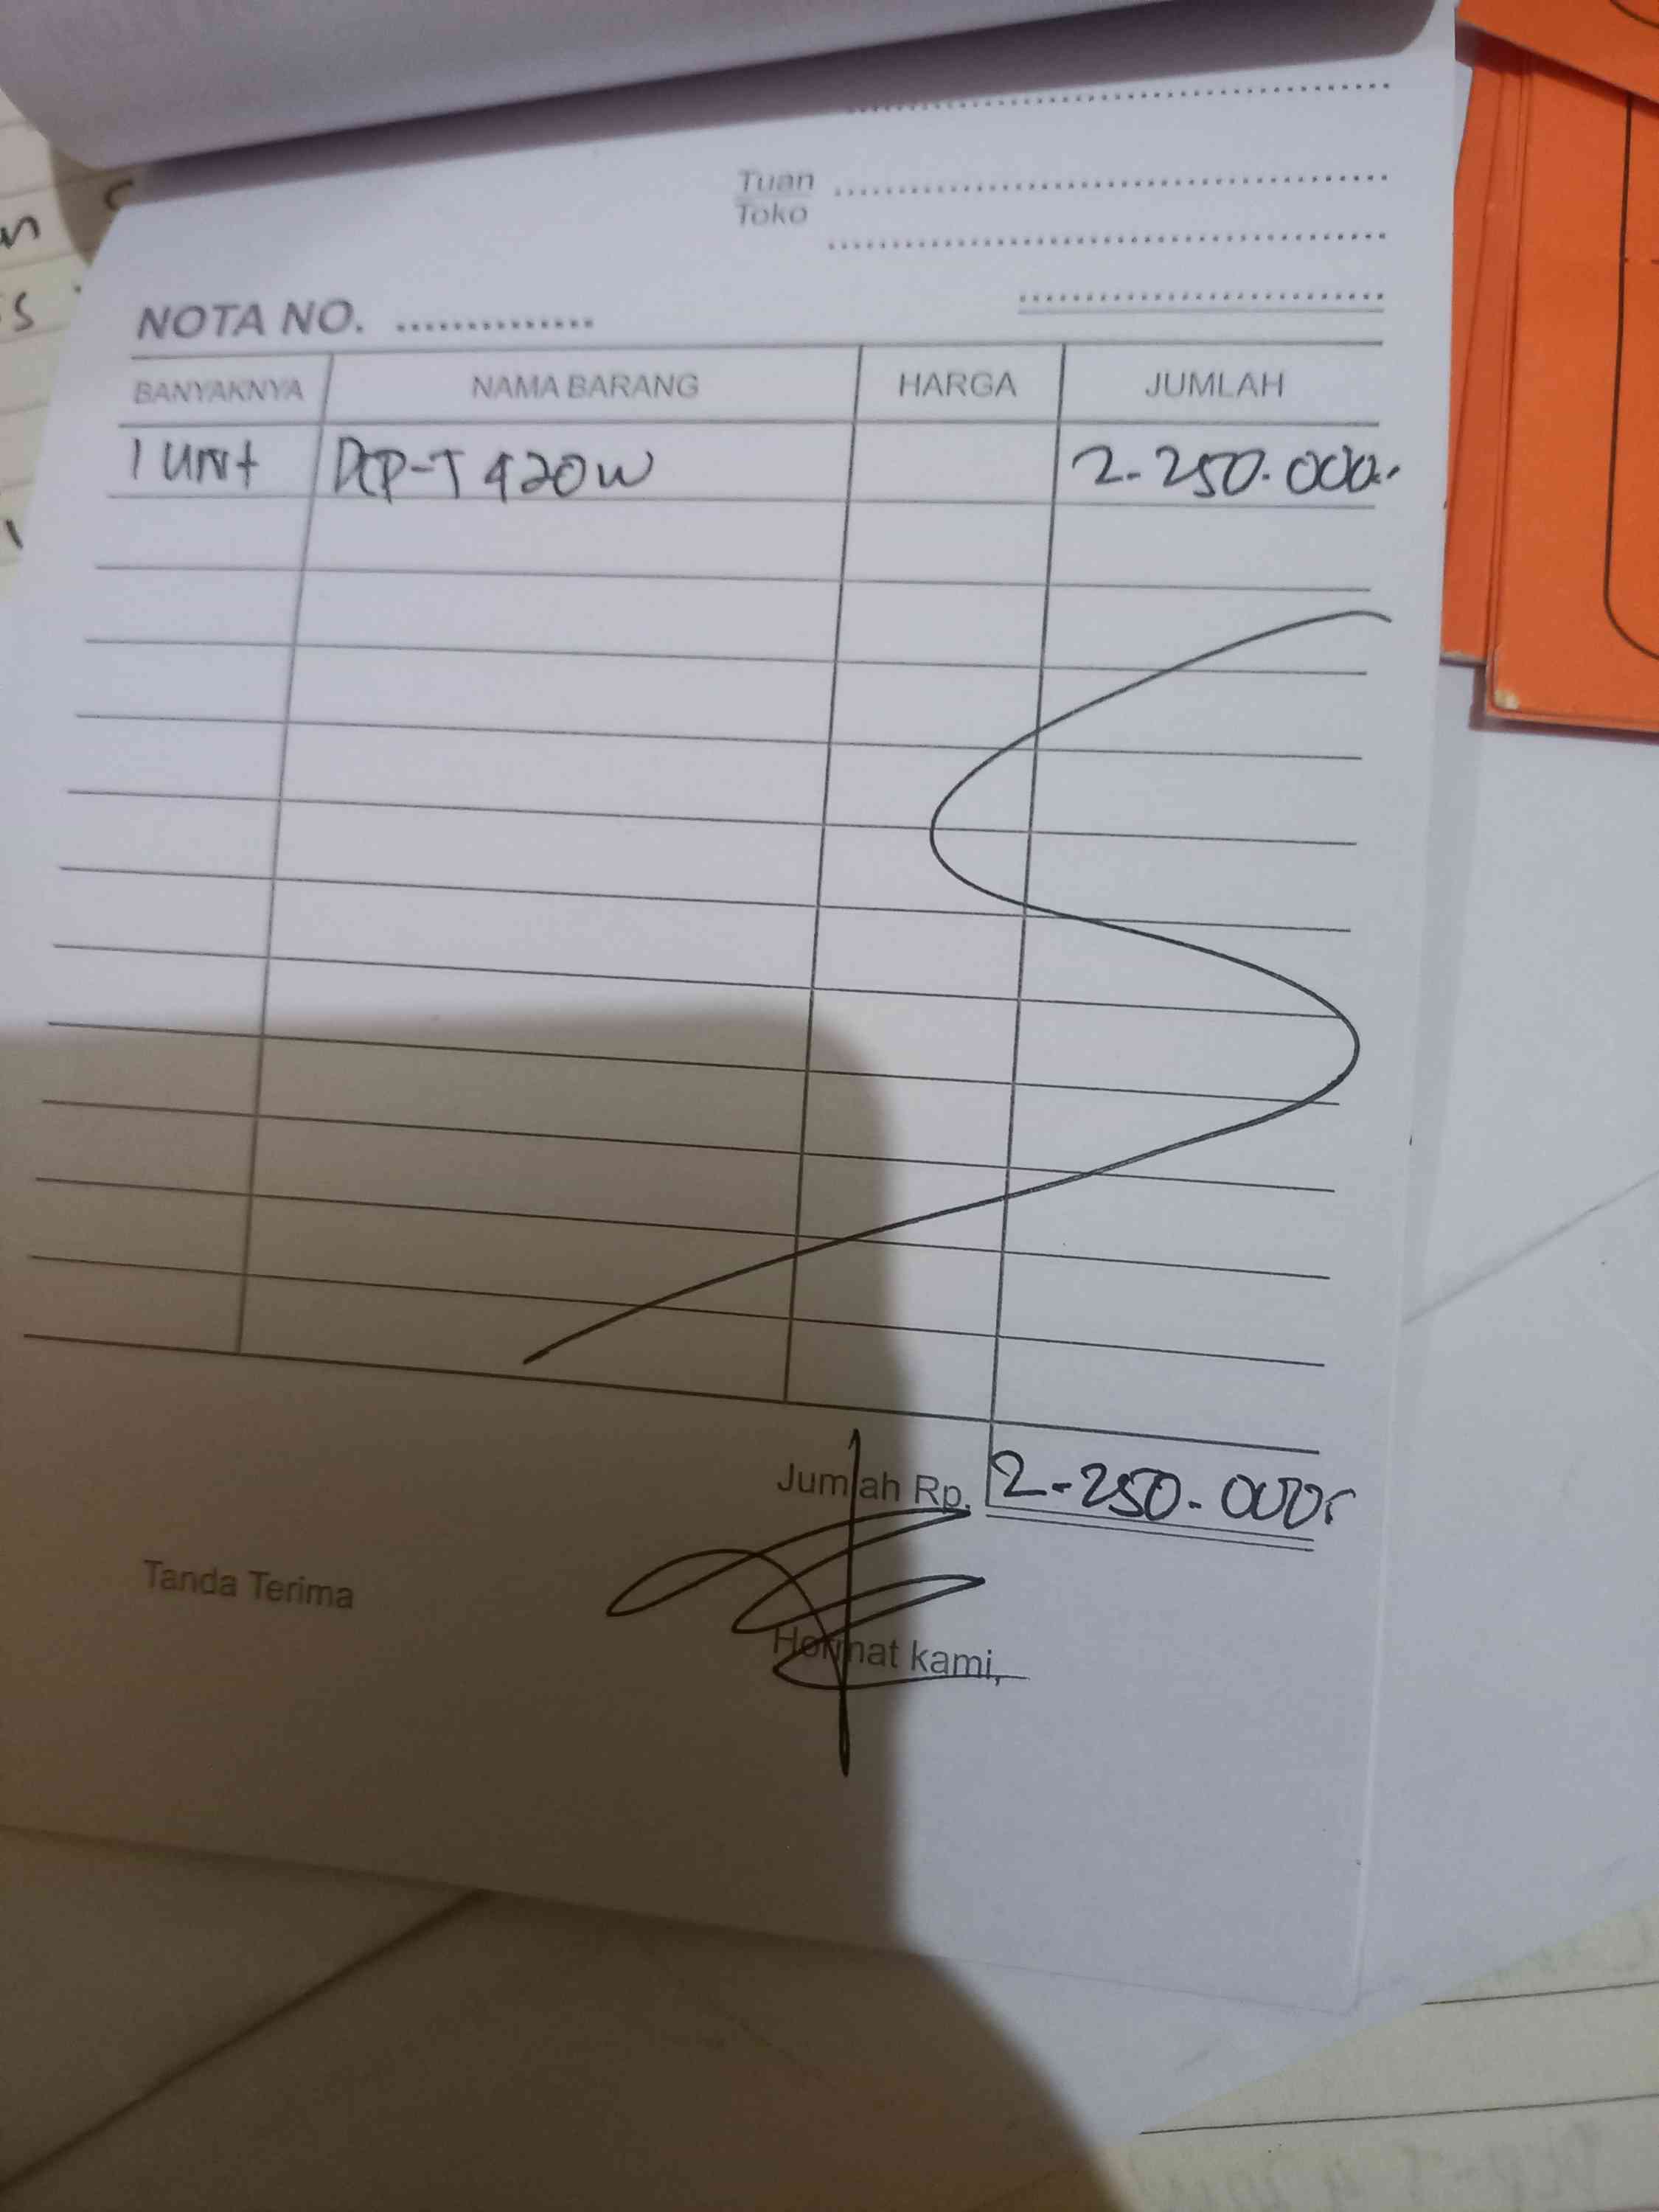 Tuan
Toko
NOTA NO.
BANYAKNYA NAMA BARANG HARGA JUMLAH
1 UNIT DCP-T 420W 2.250.000,-
Jumlah Rp. 2.250.000,-
Tanda Terima
Hormat kami,